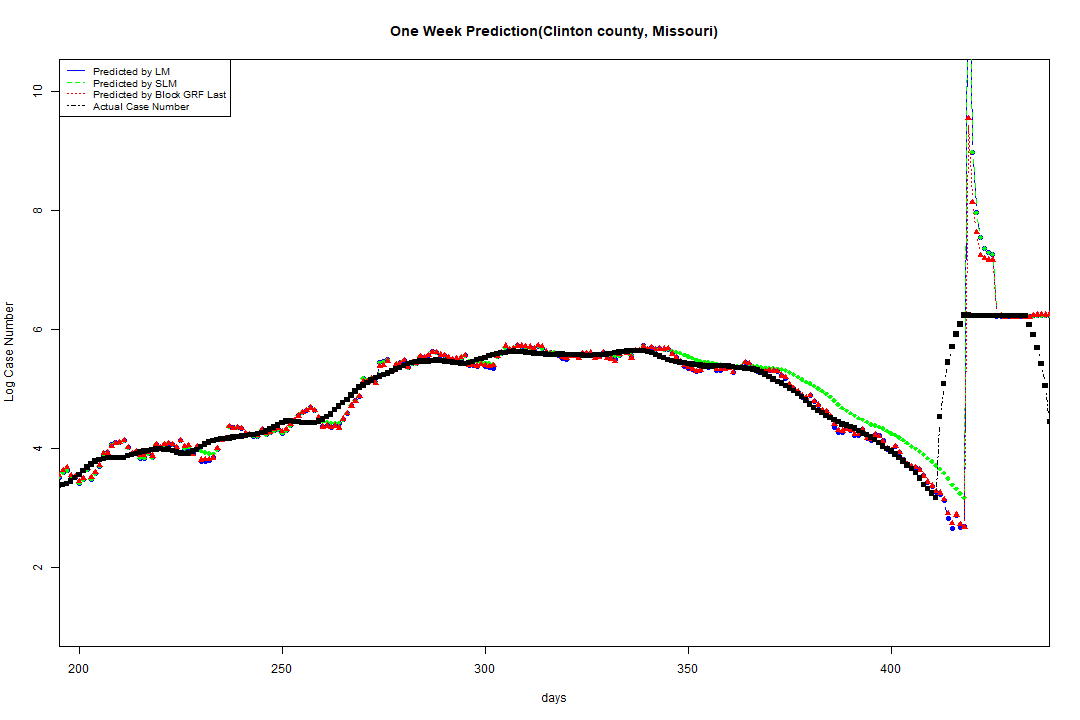 One Week Prediction(Clinton county, Missouri)
Predicted by LM
Predicted by SLM
Predicted by Block GRF Last
Actual Case Number
10
8
6
4
2
Log Case Number
200 250 300 350 400
days